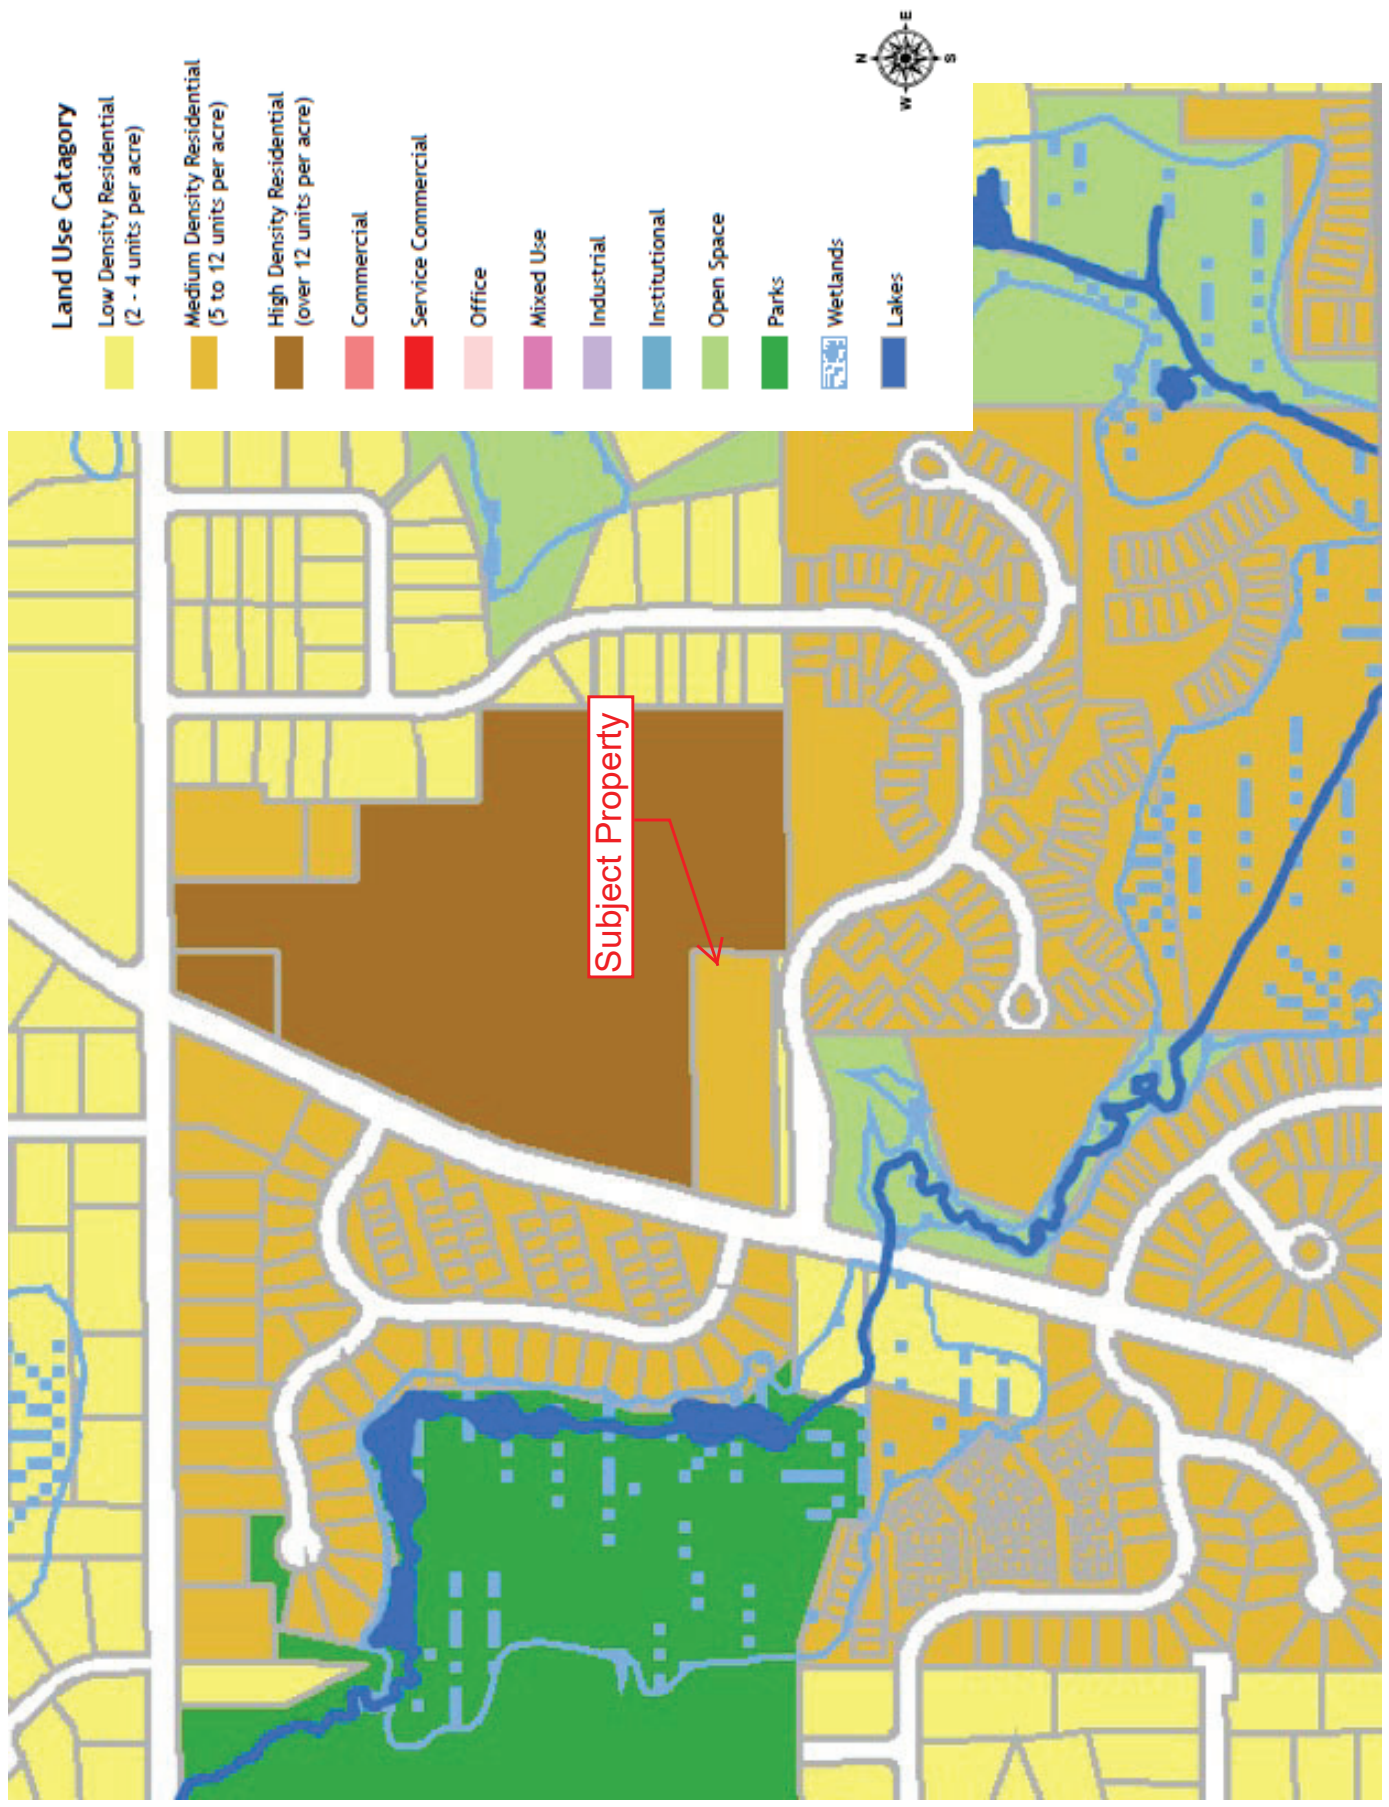 Land Use Catagory
Low Density Residential
(2 - 4 units per acre)
Medium Density Residential
(5 to 12 units per acre)
High Density Residential
(over 12 units per acre)
Commercial
Service Commercial
Office
Mixed Use
Industrial
Institutional
Open Space
Parks
Wetlands
Lakes
N
W
E
S
Subject Property